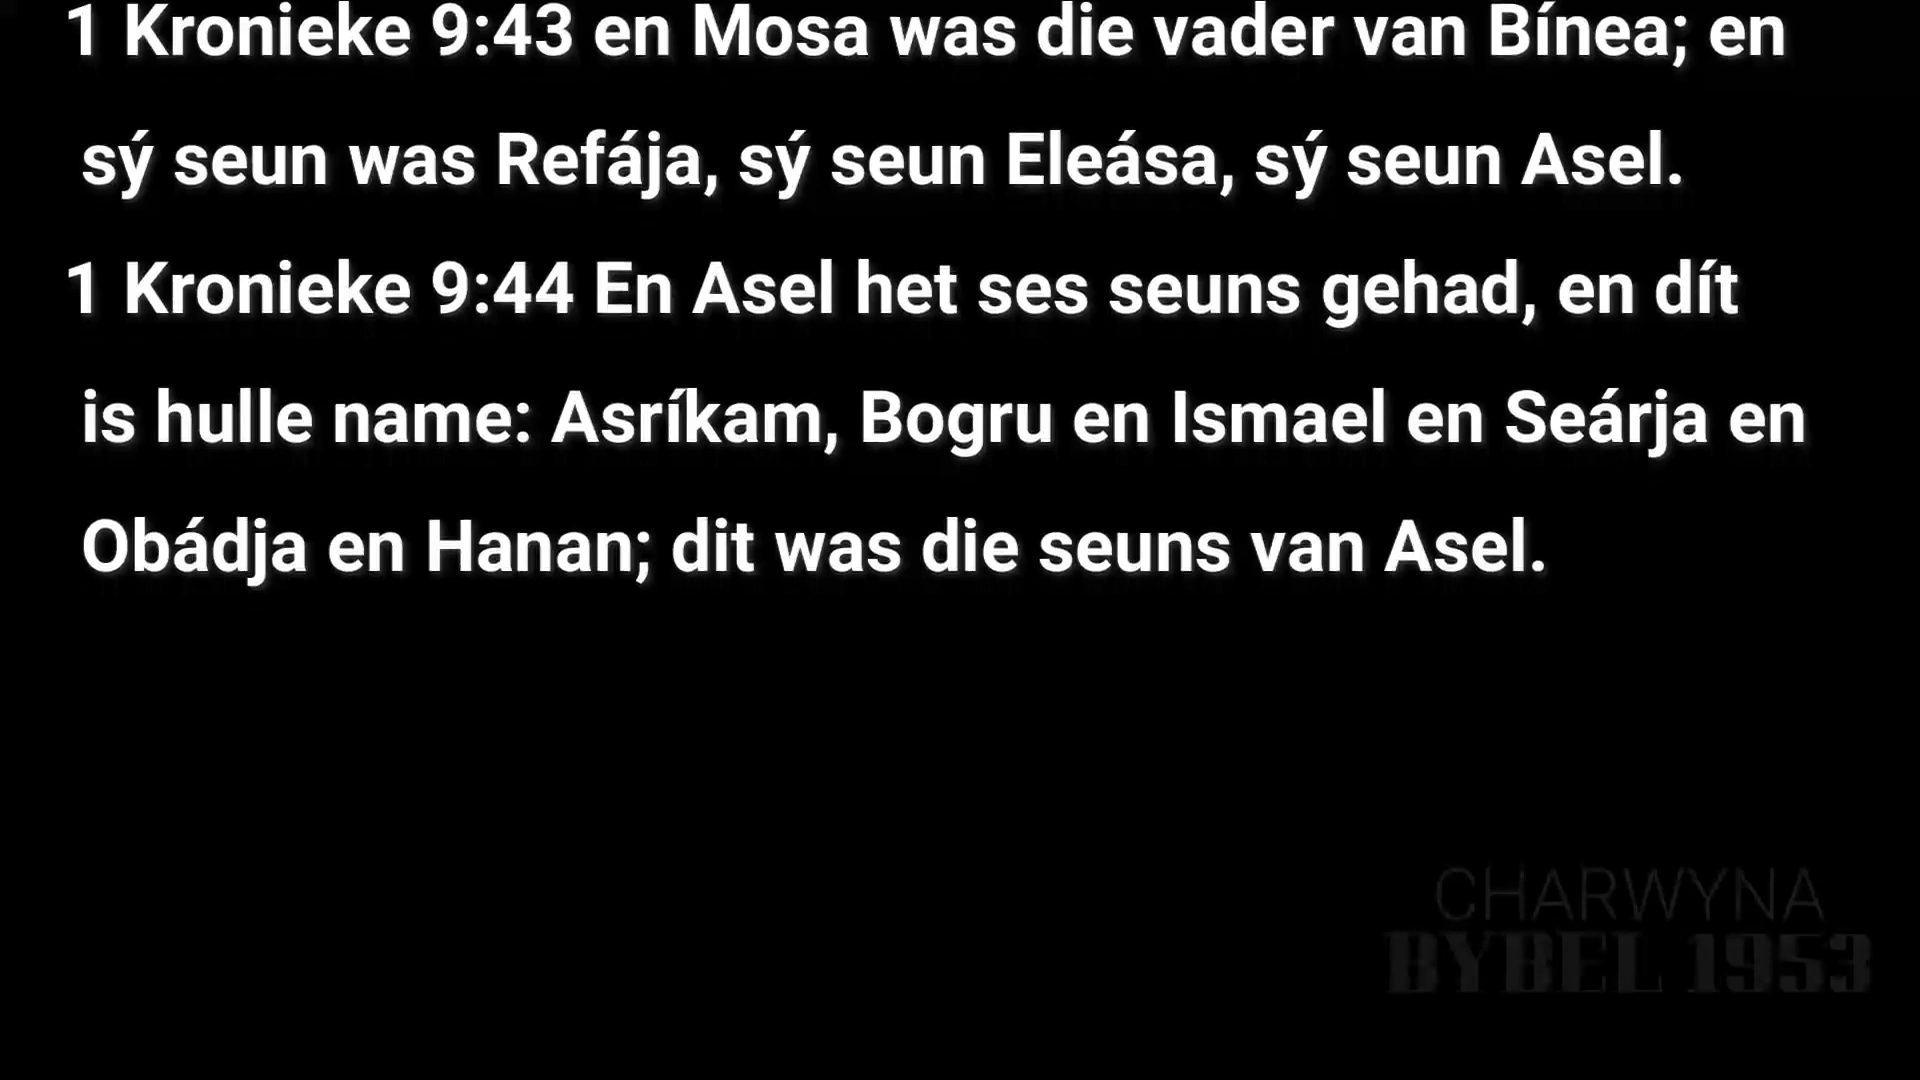 1 Kronieke 9:43 en Mosa was die vader van Bínea; en
sý seun was Refája, sý seun Eleása, sý seun Asel.
1 Kronieke 9:44 En Asel het ses seuns gehad, en dít
is hulle name: Asríkam, Bogru en Ismael en Seárja en
Obádja en Hanan; dit was die seuns van Asel.
CHARWYNA
BYBEL 1953